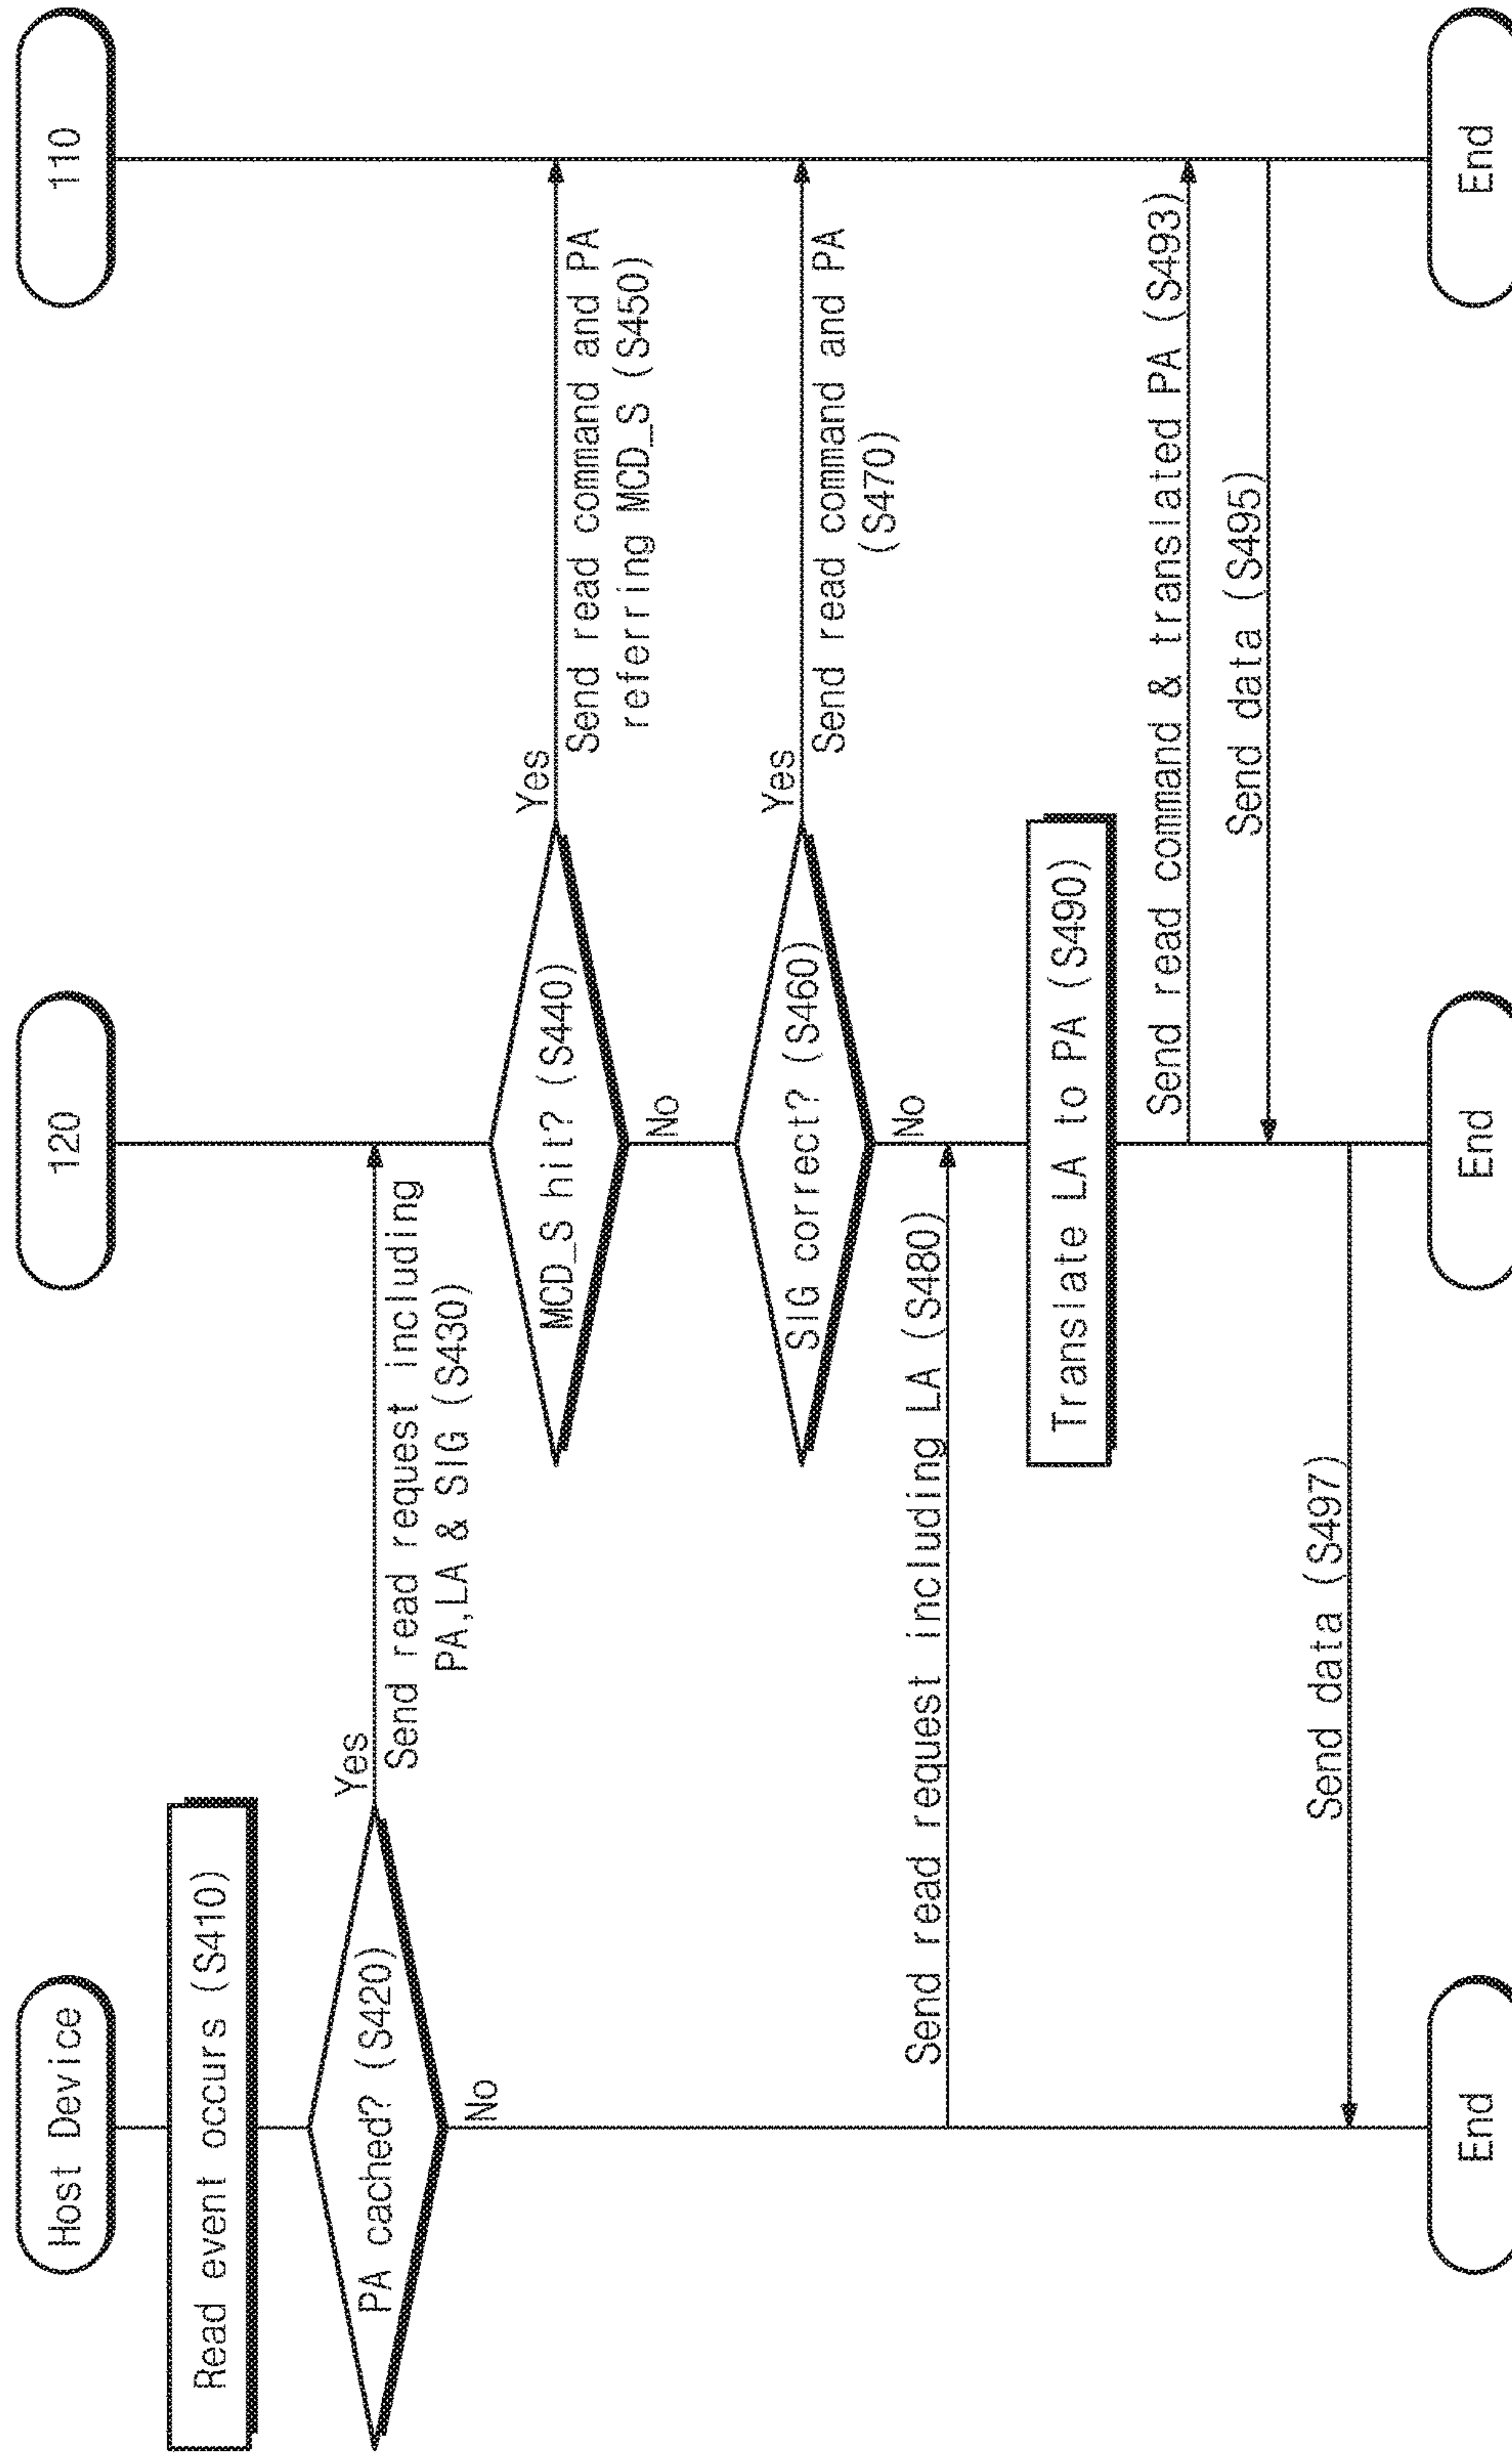 Host Device
120
110
Read event occurs (S410)
PA cached? (S420)
Yes
Send read request including
PA,LA & SIG (S430)
No
MCD_S hit? (S440)
Yes
Send read command and PA
referring MCD_S (S450)
No
SIG correct? (S460)
Yes
Send read command and PA
(S470)
No
Send read request including LA (S480)
Translate LA to PA (S490)
Send read command & translated PA (S493)
Send data (S495)
Send data (S497)
End
End
End